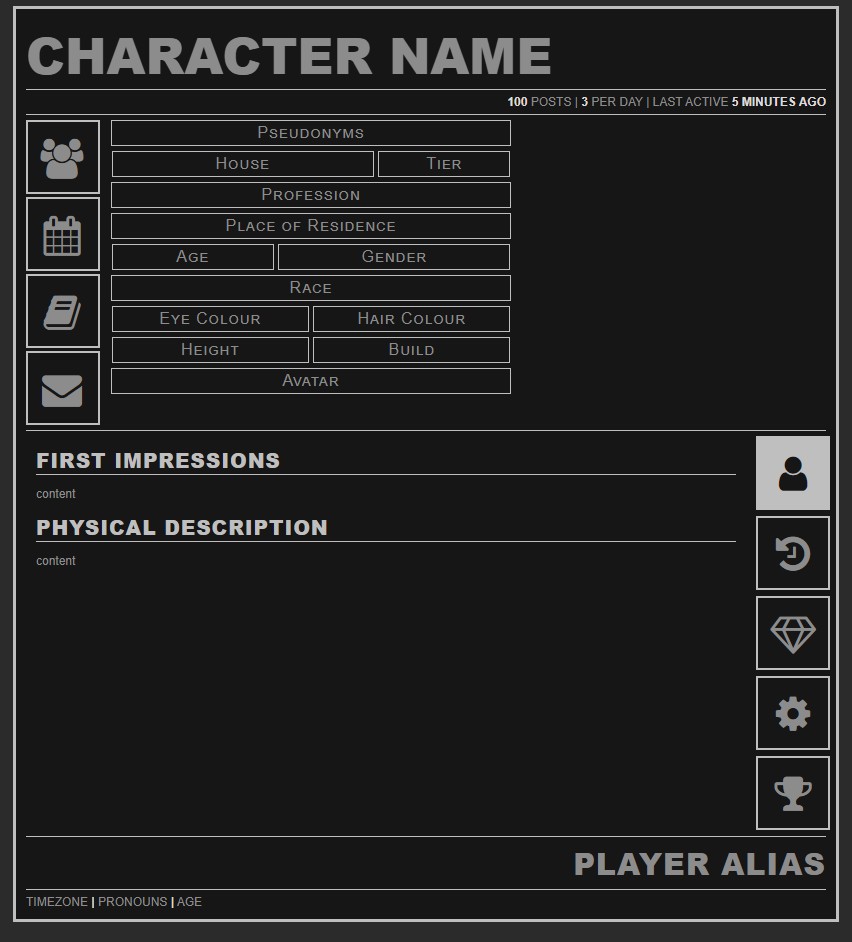 CHARACTER NAME
100 POSTS | 3 PER DAY | LAST ACTIVE 5 MINUTES AGO
PSEUDONYMS
HOUSE TIER
PROFESSION
PLACE OF RESIDENCE
AGE GENDER
RACE
EYE COLOUR HAIR COLOUR
HEIGHT BUILD
AVATAR
FIRST IMPRESSIONS
content
PHYSICAL DESCRIPTION
content
PLAYER ALIAS
TIMEZONE | PRONOUNS | AGE